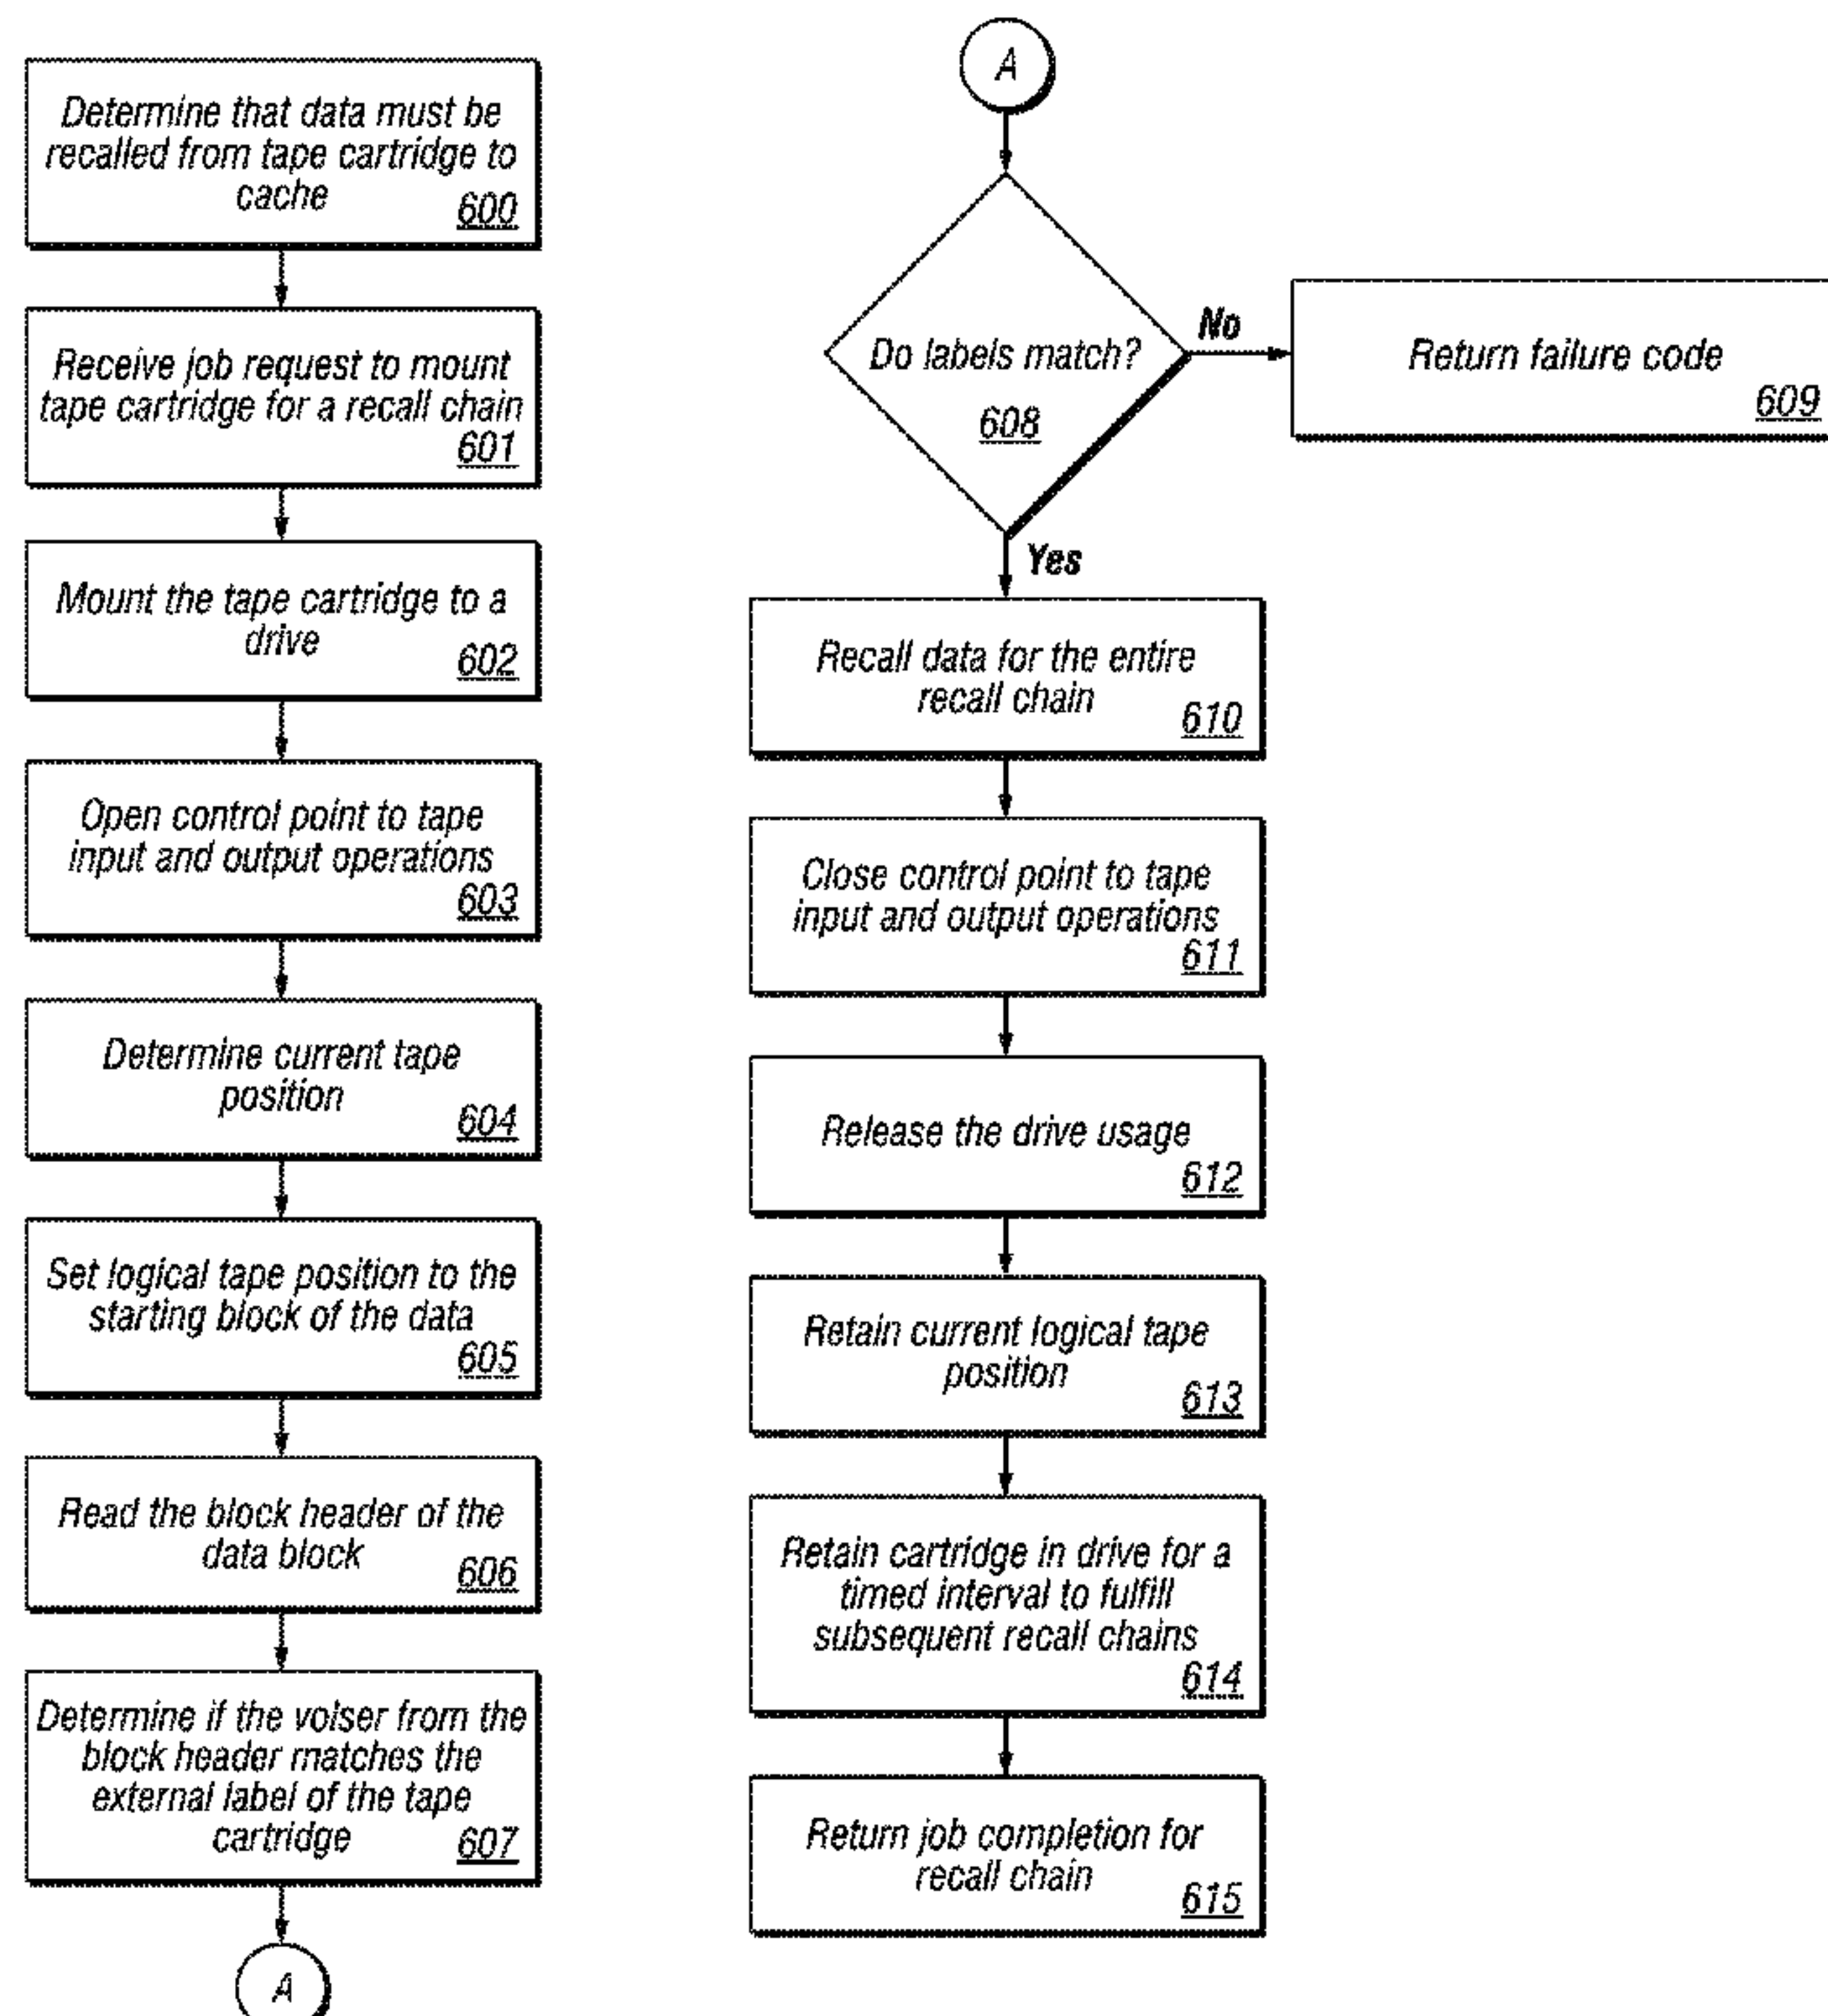 Determine that data must be
recalled from tape cartridge to
cache
600
Receive job request to mount
tape cartridge for a recall chain
601
Mount the tape cartridge to a
drive
602
Open control point to tape
input and output operations
603
Determine current tape
position
604
Set logical tape position to the
starting block of the data
605
Read the block header of the
data block
606
Determine if the volser from the
block header matches the
external label of the tape
cartridge
607
A
A
Do labels match?
608
No
Return failure code
609
Yes
Recall data for the entire
recall chain
610
Close control point to tape
input and output operations
611
Release the drive usage
612
Retain current logical tape
position
613
Retain cartridge in drive for a
timed interval to fulfill
subsequent recall chains
614
Return job completion for
recall chain
615